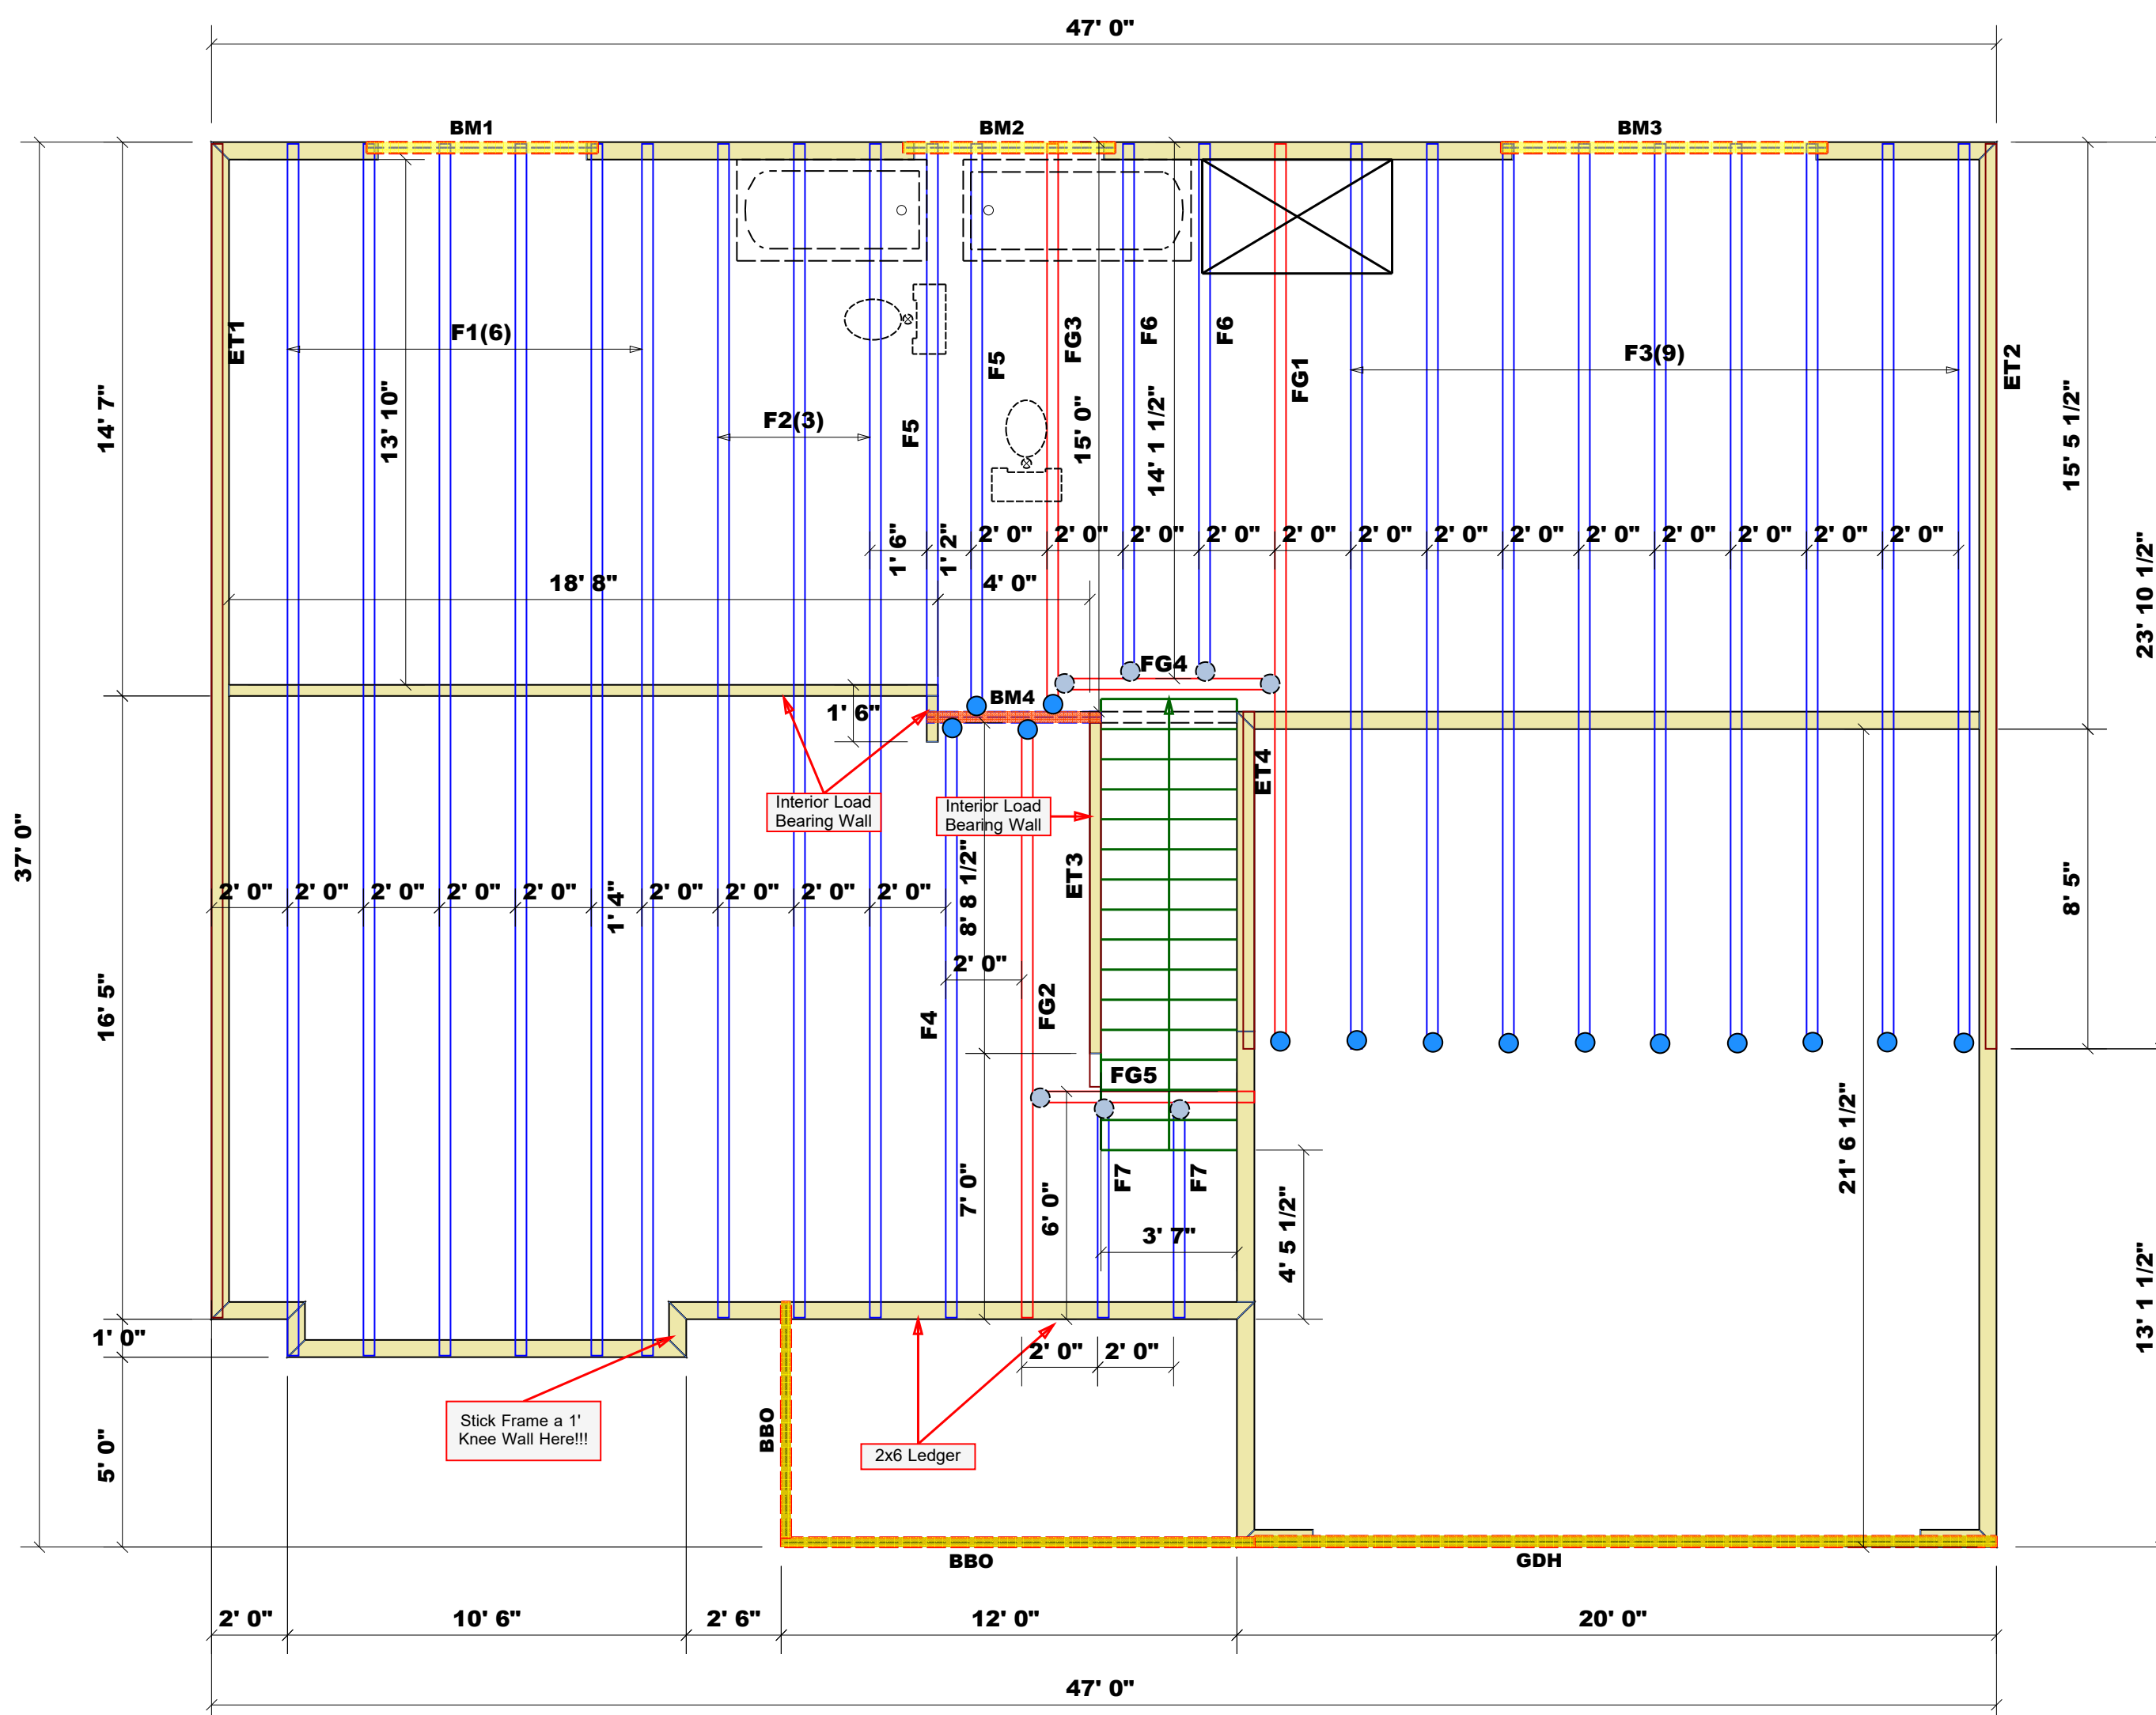 47' 0"
BM1
BM2
BM3
ET1
F1(6)
FG3
F6
F6
F3(9)
ET2
F5
FG1
14' 7"
13' 10"
F2(3)
F5
15' 0"
14' 1 1/2"
15' 5 1/2"
1' 6"
1' 2"
2' 0"
2' 0"
2' 0"
2' 0"
2' 0"
2' 0"
2' 0"
2' 0"
2' 0"
2' 0"
2' 0"
2' 0"
2' 0"
23' 10 1/2"
18' 8"
4' 0"
FG4
BM4
1' 6"
ET4
Interior Load
Bearing Wall
Interior Load
Bearing Wall
37' 0"
ET3
2' 0"
2' 0"
2' 0"
2' 0"
2' 0"
1' 4"
2' 0"
2' 0"
2' 0"
2' 0"
8' 8 1/2"
8' 5"
2' 0"
16' 5"
F4
FG2
FG5
21' 6 1/2"
7' 0"
6' 0"
F7
F7
3' 7"
4' 5 1/2"
13' 1 1/2"
1' 0"
2' 0"
2' 0"
Stick Frame a 1'
Knee Wall Here!!!
BBO
2x6 Ledger
5' 0"
BBO
GDH
2' 0"
10' 6"
2' 6"
12' 0"
20' 0"
47' 0"